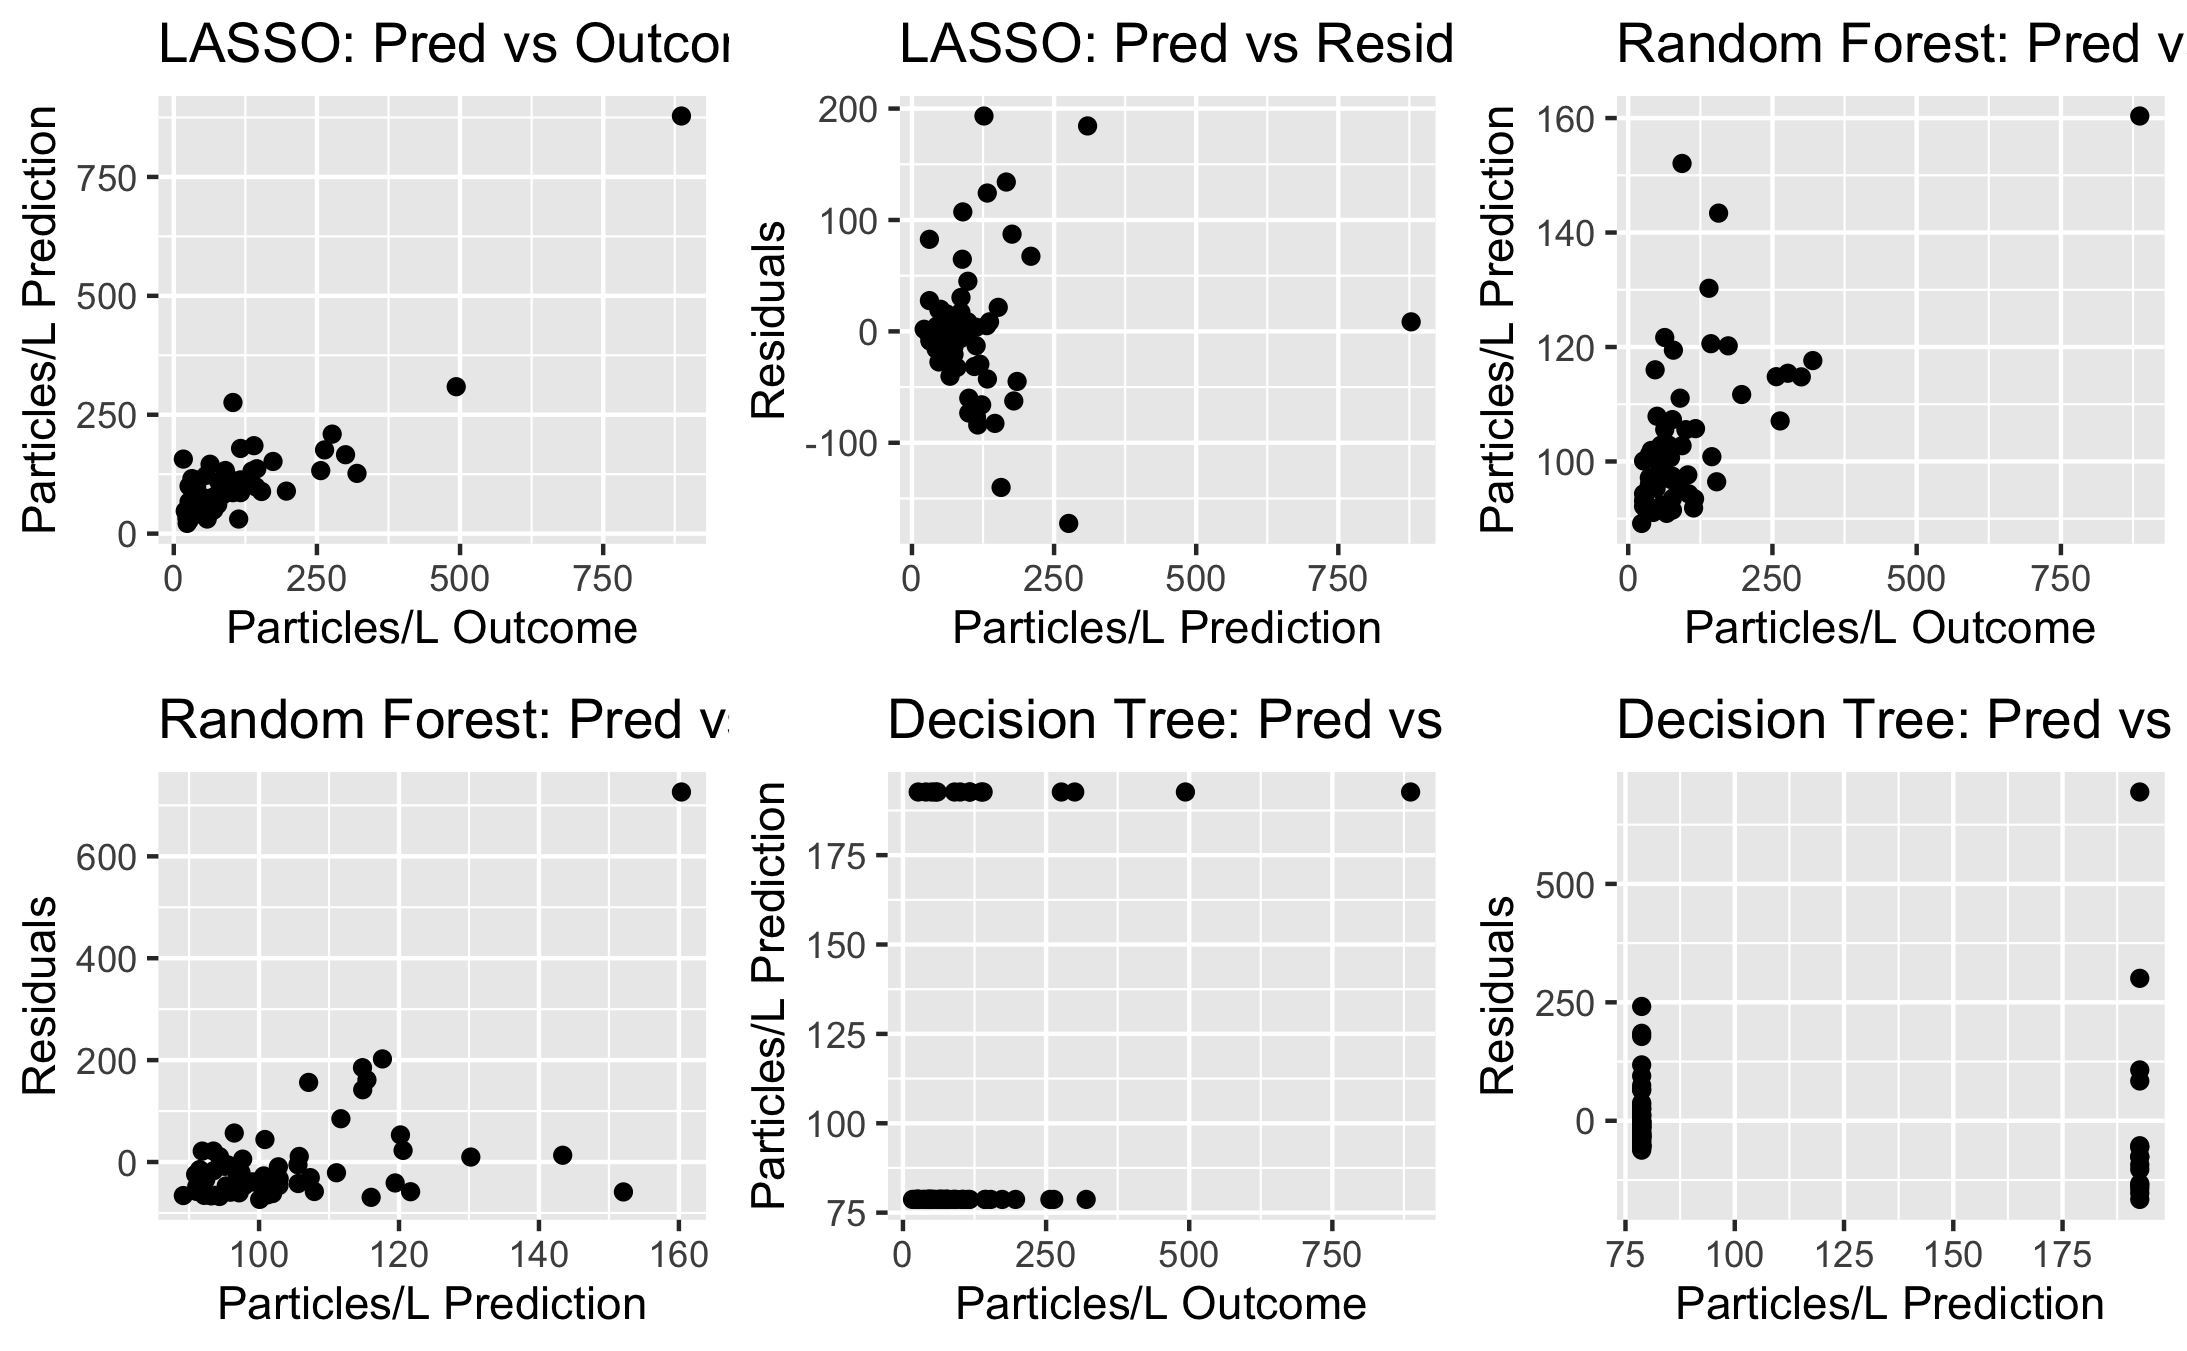 LASSO: Pred vs Outcor
Particles/L Prediction
750
500
250
0
0 250 500 750
Particles/L Outcome
LASSO: Pred vs Resid
Residuals
200
100
0
-100
0 250 500 750
Particles/L Prediction
Random Forest: Pred v
Particles/L Prediction
160
140
120
100
0 250 500 750
Particles/L Outcome
Random Forest: Pred vs
Residuals
600
400
200
0
100 120 140 160
Particles/L Prediction
Decision Tree: Pred vs
Particles/L Prediction
175
150
125
100
75
0 250 500 750
Particles/L Outcome
Decision Tree: Pred vs
Residuals
500
250
0
75 100 125 150 175
Particles/L Prediction